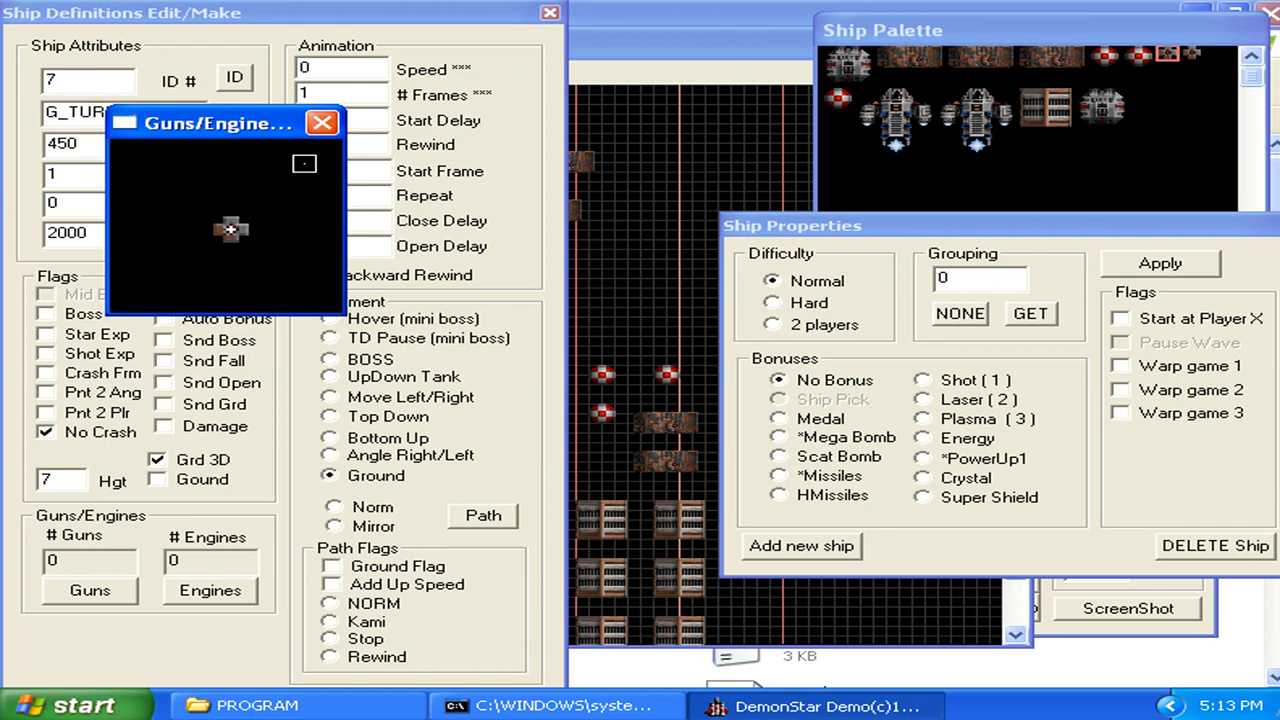 Ship Definitions Edit/Make
Ship Attributes
7
ID #
ID
G_TUR
450
1
0
2000
Guns/Engine...
Animation
0
Speed ***
1
# Frames ***
Start Delay
Rewind
Start Frame
Repeat
Close Delay
Open Delay
ackward Rewind
Flags
Mid
Boss
Star Exp
Shot Exp
Crash Frm
Pnt 2 Ang
Pnt 2 Plr
No Crash
Auto Bonus
Snd Boss
Snd Fall
Snd Open
Snd Grd
Damage
7
Hgt
Grd 3D
Gound
Guns/Engines
# Guns
# Engines
0
0
Guns
Engines
ment
Hover (mini boss)
TD Pause (mini boss)
BOSS
UpDown Tank
Move Left/Right
Top Down
Bottom Up
Angle Right/Left
Ground
Norm
Mirror
Path
Path Flags
Ground Flag
Add Up Speed
NORM
Kami
Stop
Rewind
Ship Palette
Ship Properties
Difficulty
Normal
Hard
2 players
Grouping
0
NONE
GET
Apply
Flags
Start at Player X
Pause Wave
Warp game 1
Warp game 2
Warp game 3
Bonuses
No Bonus
Ship Pick
Medal
*Mega Bomb
Scat Bomb
*Missiles
HMissiles
Shot ( 1 )
Laser ( 2 )
Plasma ( 3 )
Energy
*PowerUp1
Crystal
Super Shield
Add new ship
DELETE Ship
ScreenShot
3 KB
start
PROGRAM
C:\WINDOWS\syste...
DemonStar Demo(c)1...
5:13 PM